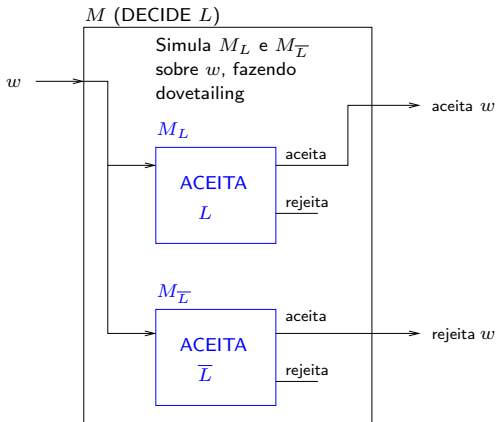 M (DECIDE L)
Simula M_L e M_L̅
sobre w, fazendo
dovetailing
w
aceita w
M_L
aceita
ACEITA
L
rejeita
M_L̅
aceita
rejeita w
ACEITA
L̅
rejeita